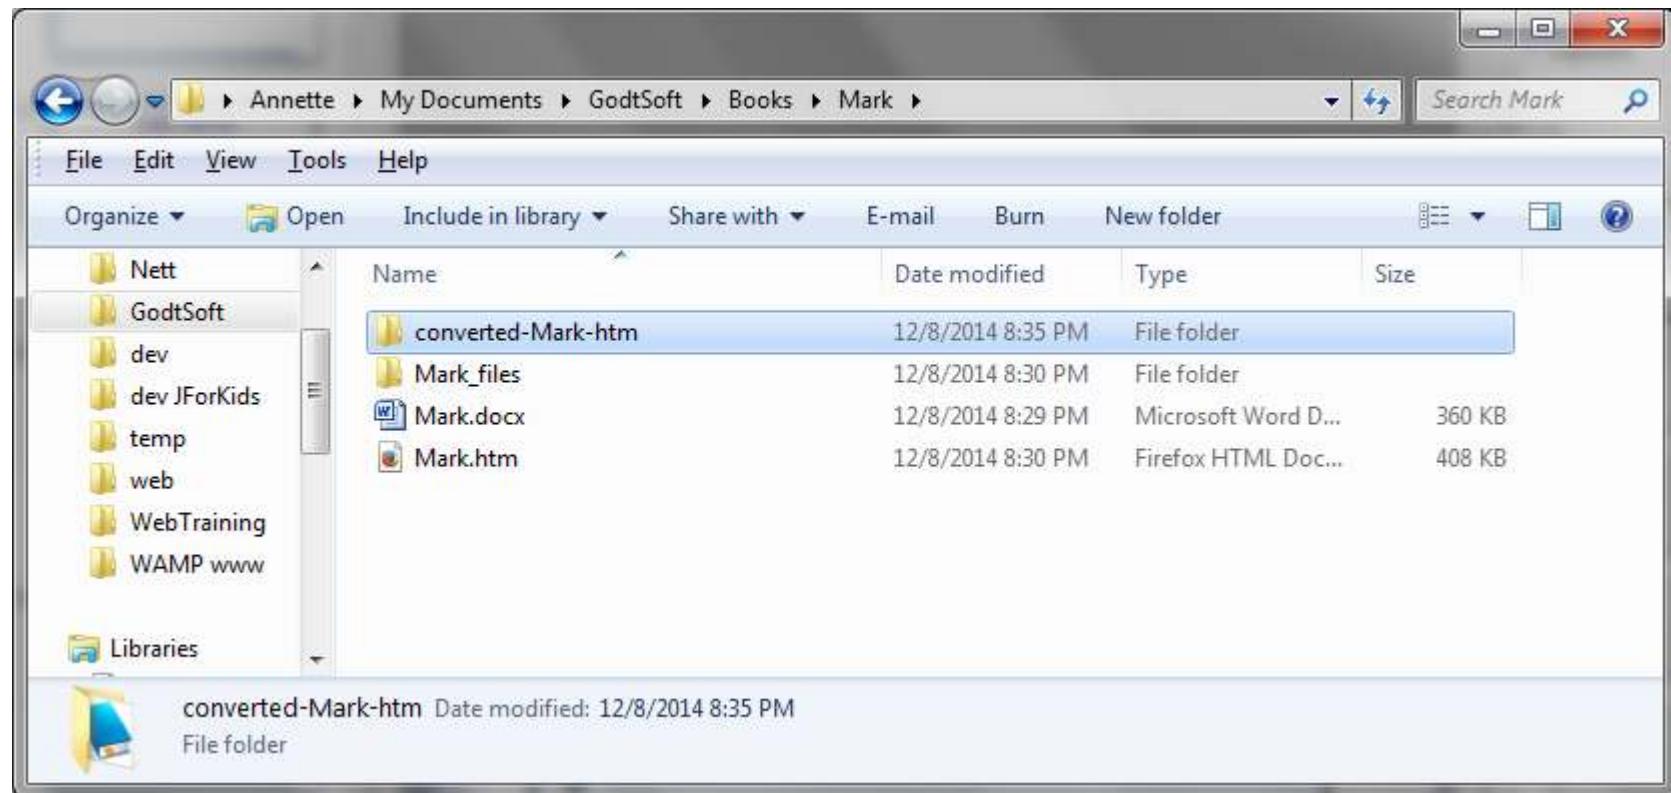 Annette My Documents GodtSoft Books Mark Search Mark
File Edit View Tools Help
Organize Open Include in library Share with E-mail Burn New folder
Nett
GodtSoft
dev
dev JForKids
temp
web
WebTraining
WAMP www
Libraries
Name Date modified Type Size
converted-Mark-htm 12/8/2014 8:35 PM File folder
Mark_files 12/8/2014 8:30 PM File folder
Mark.docx 12/8/2014 8:29 PM Microsoft Word D... 360 KB
Mark.htm 12/8/2014 8:30 PM Firefox HTML Doc... 408 KB
converted-Mark-htm Date modified: 12/8/2014 8:35 PM
File folder